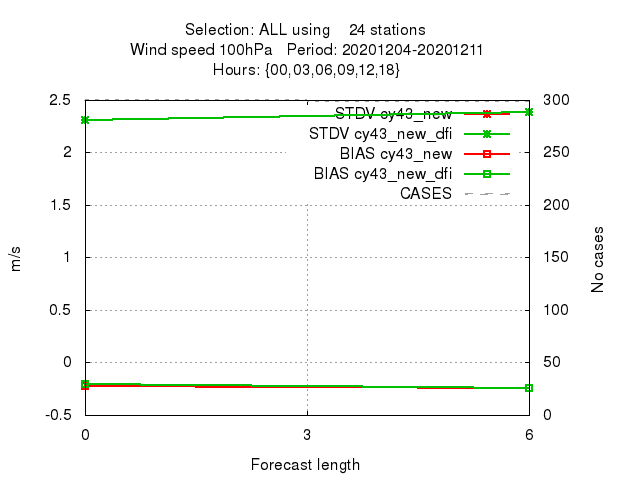 Selection: ALL using 24 stations
Wind speed 100hPa Period: 20201204-20201211
Hours: {00,03,06,09,12,18}
2.5
2
1.5
1
0.5
0
-0.5
m/s
STDV cy43_new
STDV cy43_new_dfi
BIAS cy43_new
BIAS cy43_new_dfi
CASES
300
250
200
150
100
50
0
No cases
0 3 6
Forecast length